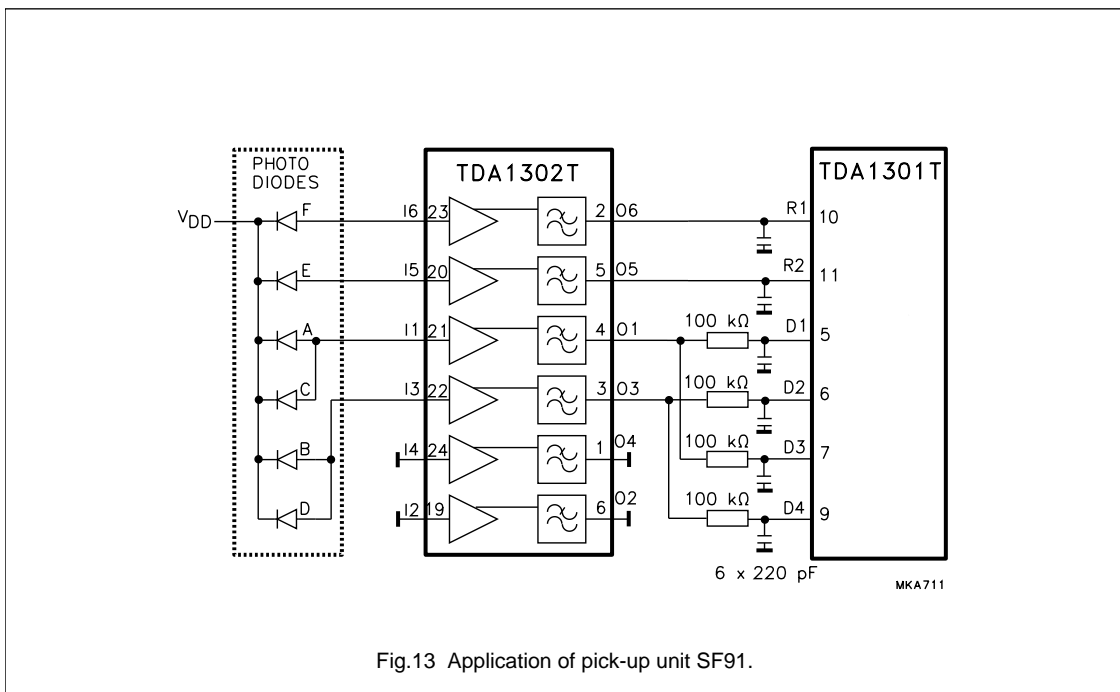 PHOTO
DIODES
TDA1302T
TDA1301T
VDD
F
I6 23
2 O6
R1
10
E
I5 20
5 O5
R2
11
A
I1 21
4 O1
100 kΩ
D1
5
C
I3 22
3 O3
100 kΩ
D2
6
B
I4 24
1 O4
100 kΩ
D3
7
D
I2 19
6 O2
100 kΩ
D4
9
6 x 220 pF
MKA711
Fig.13 Application of pick-up unit SF91.